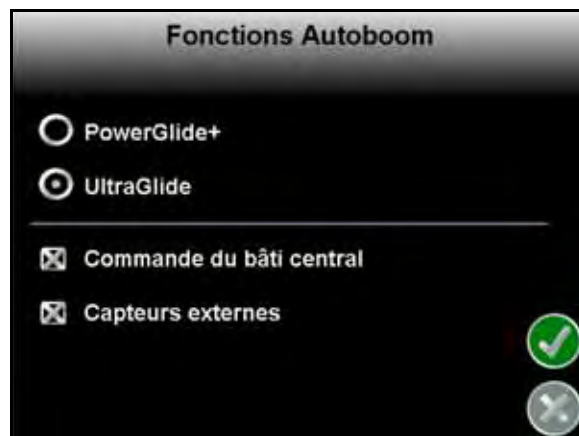 Fonctions Autoboom
PowerGlide+
UltraGlide
Commande du bâti central
Capteurs externes